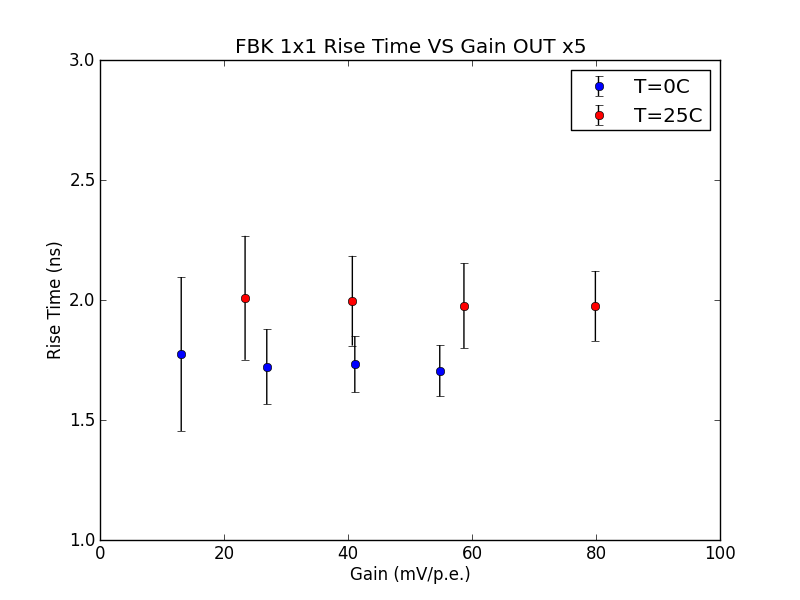 FBK 1x1 Rise Time VS Gain OUT x5
T=0C
T=25C
3.0
2.5
2.0
1.5
1.0
Rise Time (ns)
0 20 40 60 80 100
Gain (mV/p.e.)